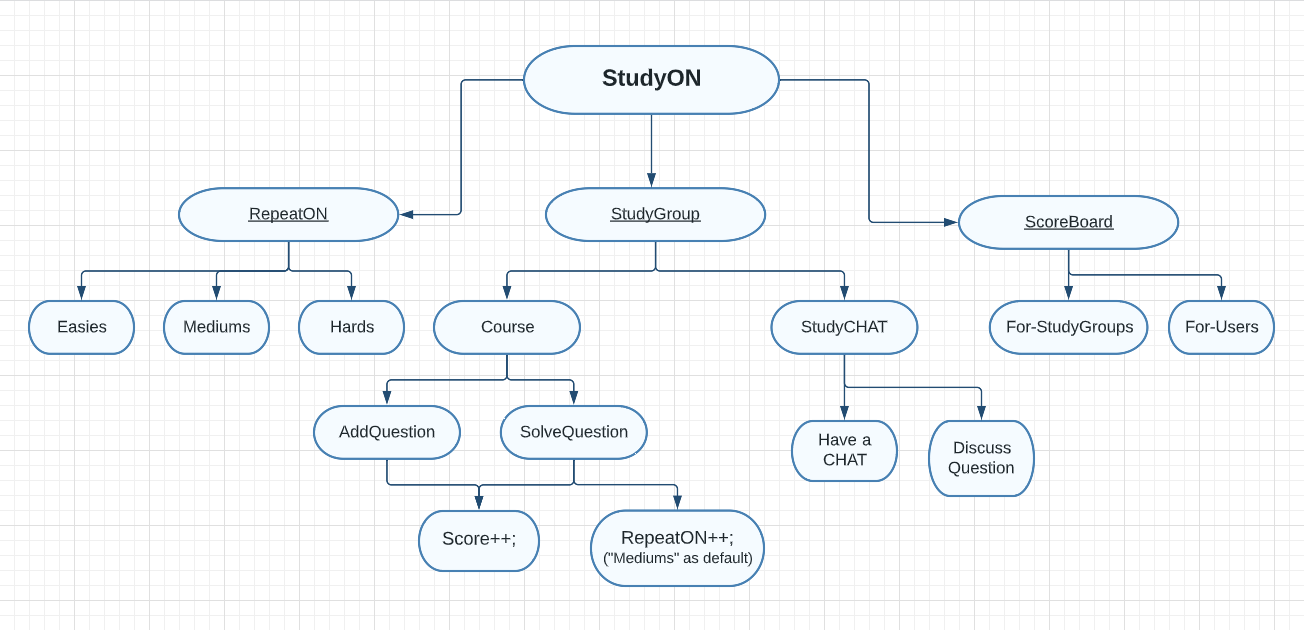 StudyON
RepeatON
StudyGroup
ScoreBoard
Easies
Mediums
Hards
Course
StudyCHAT
For-StudyGroups
For-Users
AddQuestion
SolveQuestion
Have a
CHAT
Discuss
Question
Score++;
RepeatON++;
("Mediums" as default)